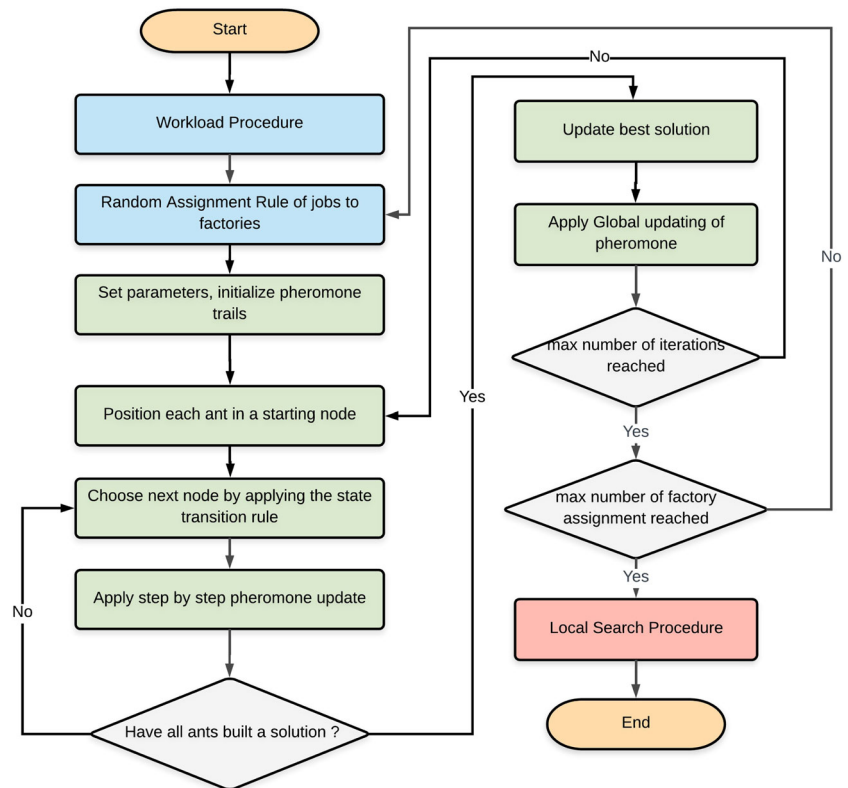 Start
Workload Procedure
Random Assignment Rule of jobs to
factories
Set parameters, initialize pheromone
trails
Position each ant in a starting node
Choose next node by applying the state
transition rule
Apply step by step pheromone update
No
Have all ants built a solution ?
Yes
No
Update best solution
Apply Global updating of
pheromone
No
max number of iterations
reached
Yes
max number of factory
assignment reached
Yes
Local Search Procedure
End